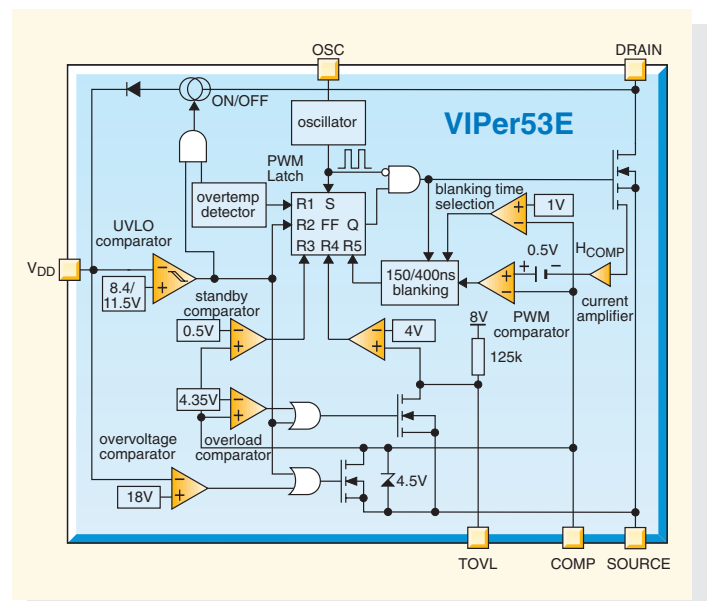 OSC
DRAIN
ON/OFF
oscillator
VIPer53E
PWM
Latch
overtemp
detector
R1 S
R2 FF Q
R3 R4 R5
blanking time
selection
1V
UVLO
comparator
VDD
8.4/
11.5V
150/400ns
blanking
0.5V
HCOMP
current
amplifier
PWM
comparator
standby
comparator
0.5V
4V
8V
125k
4.35V
overload
comparator
overvoltage
comparator
18V
4.5V
TOVL
COMP
SOURCE